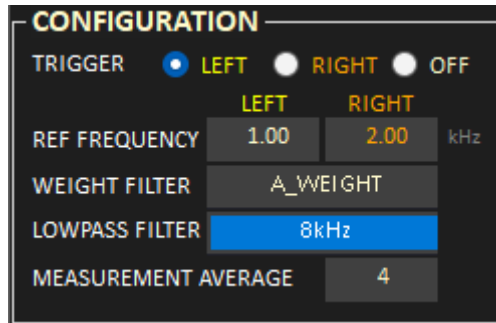 CONFIGURATION
TRIGGER LEFT RIGHT OFF
LEFT RIGHT
REF FREQUENCY 1.00 2.00 kHz
WEIGHT FILTER A_WEIGHT
LOWPASS FILTER 8kHz
MEASUREMENT AVERAGE 4